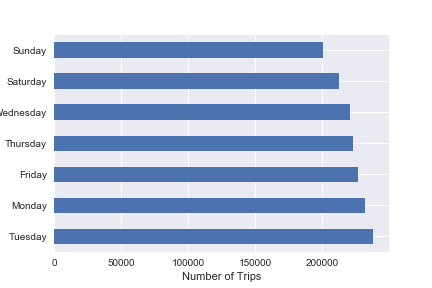 Sunday
Saturday
Wednesday
Thursday
Friday
Monday
Tuesday
0 50000 100000 150000 200000
Number of Trips